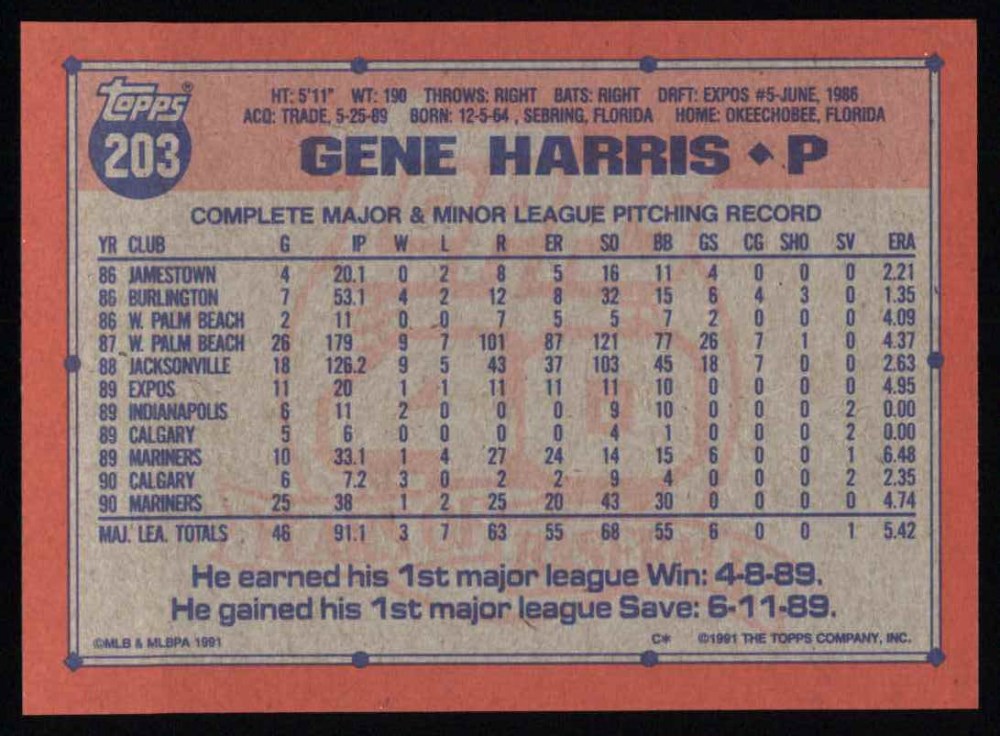 Topps®
203
HT: 5'11" WT: 190 THROWS: RIGHT BATS: RIGHT DRFT: EXPOS #5-JUNE, 1986
ACQ: TRADE, 5-25-89 BORN: 12-5-64, SEBRING, FLORIDA HOME: OKEECHOBEE, FLORIDA
GENE HARRIS ♦ P
COMPLETE MAJOR & MINOR LEAGUE PITCHING RECORD
YR CLUB G IP W L R ER SO BB GS CG SHO SV ERA
86 JAMESTOWN 4 20.1 0 2 8 5 16 11 4 0 0 0 2.21
86 BURLINGTON 7 53.1 4 2 12 8 32 15 6 4 3 0 1.35
86 W. PALM BEACH 2 11 0 0 7 5 5 7 2 0 0 0 4.09
87 W. PALM BEACH 26 179 9 7 101 87 121 77 26 7 1 0 4.37
88 JACKSONVILLE 18 126.2 9 5 43 37 103 45 18 7 0 0 2.63
89 EXPOS 11 20 1 1 11 11 11 10 0 0 0 0 4.95
89 INDIANAPOLIS 6 11 2 0 0 0 9 10 0 0 0 2 0.00
89 CALGARY 5 6 0 0 0 0 4 1 0 0 0 2 0.00
89 MARINERS 10 33.1 1 4 27 24 14 15 6 0 0 1 6.48
90 CALGARY 6 7.2 3 0 2 2 9 4 0 0 0 2 2.35
90 MARINERS 25 38 1 2 25 20 43 30 0 0 0 0 4.74
MAJ. LEA. TOTALS 46 91.1 3 7 63 55 68 55 6 0 0 1 5.42
He earned his 1st major league Win: 4-8-89.
He gained his 1st major league Save: 6-11-89.
©MLB & MLBPA 1991 C* ©1991 THE TOPPS COMPANY, INC.